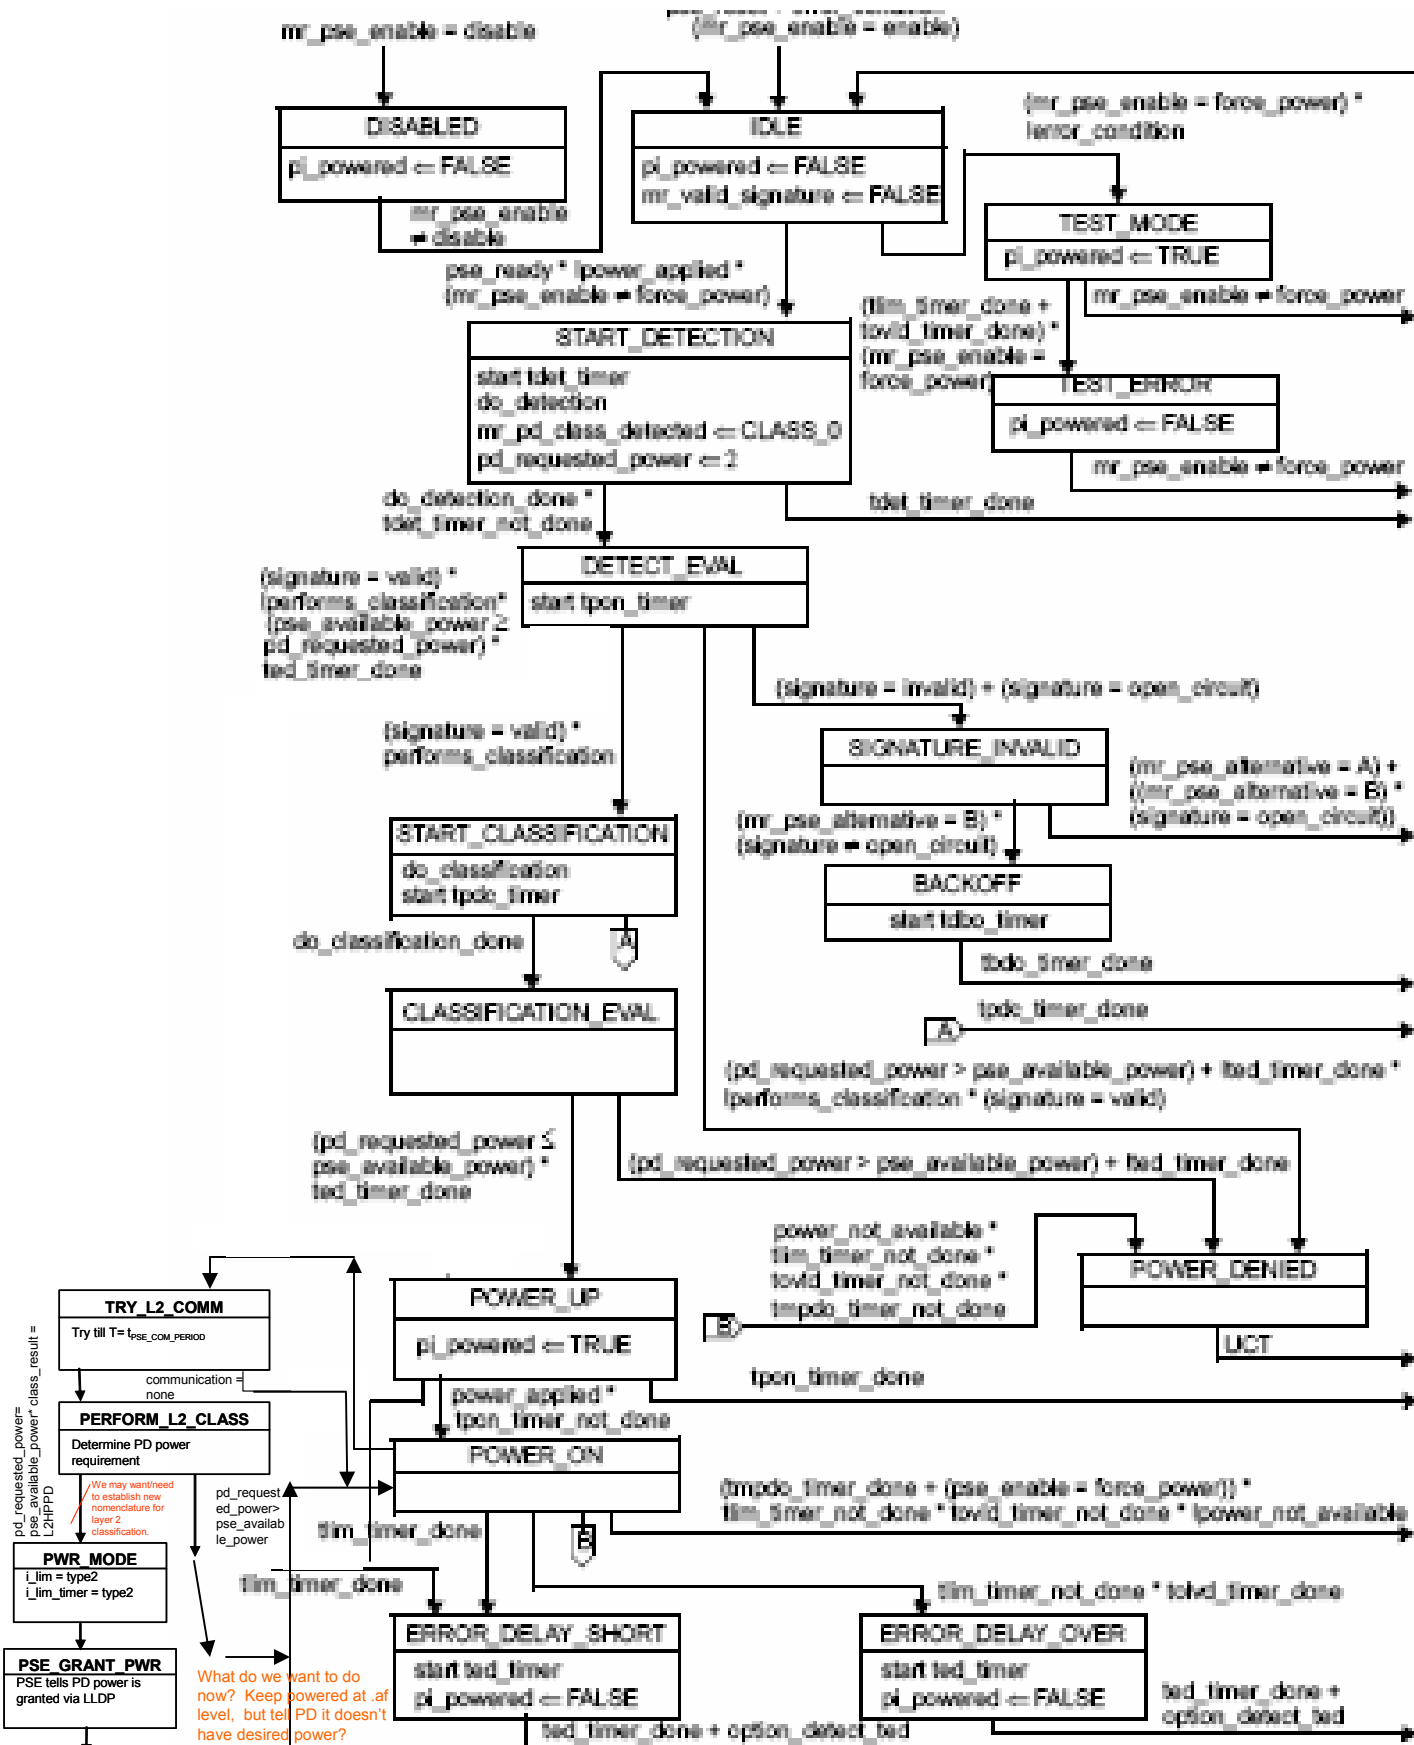 mr_pse_enable = disable
(mr_pse_enable = enable)
DISABLED
pi_powered ⇐ FALSE
IDLE
pi_powered ⇐ FALSE
mr_valid_signature ⇐ FALSE
(mr_pse_enable = force_power) *
!error_condition
mr_pse_enable
≠ disable
TEST_MODE
pi_powered ⇐ TRUE
pse_ready * !power_applied *
(mr_pse_enable ≠ force_power)
mr_pse_enable ≠ force_power
(tlim_timer_done +
tovld_timer_done) *
(mr_pse_enable =
force_power)
START_DETECTION
start tdet_timer
do_detection
mr_pd_class_detected ⇐ CLASS_0
pd_requested_power ⇐ 2
TEST_ERROR
pi_powered ⇐ FALSE
mr_pse_enable ≠ force_power
do_detection_done *
tdet_timer_not_done
tdet_timer_done
DETECT_EVAL
start tpon_timer
(signature = valid) *
!performs_classification*
(pse_available_power ≥
pd_requested_power) *
ted_timer_done
(signature = invalid) + (signature = open_circuit)
(signature = valid) *
performs_classification
SIGNATURE_INVALID
(mr_pse_alternative = A) +
((mr_pse_alternative = B) *
(signature = open_circuit))
(mr_pse_alternative = B) *
(signature ≠ open_circuit)
START_CLASSIFICATION
do_classification
start tpdc_timer
BACKOFF
start tdbo_timer
do_classification_done
A
tbdo_timer_done
CLASSIFICATION_EVAL
A
tpdc_timer_done
(pd_requested_power > pse_available_power) + !ted_timer_done *
!performs_classification * (signature = valid)
(pd_requested_power ≤
pse_available_power) *
ted_timer_done
(pd_requested_power > pse_available_power) + !ted_timer_done
power_not_available *
tlim_timer_not_done *
tovld_timer_not_done *
tmpdo_timer_not_done
B
POWER_DENIED
UCT
POWER_UP
pi_powered ⇐ TRUE
tpon_timer_done
power_applied *
tpon_timer_not_done
TRY_L2_COMM
Try till T= tPSE_COM_PERIOD
communication =
none
PERFORM_L2_CLASS
Determine PD power
requirement
pd_requested_power=
pse_available_power* class_result =
L2HPPD
We may want/need
to establish new
nomenclature for
layer 2
classification.
pd_request
ed_power>
pse_availab
le_power
POWER_ON
(tmpdo_timer_done + (pse_enable = force_power)) *
tlim_timer_not_done * tovld_timer_not_done * !power_not_available
tlim_timer_done
B
PWR_MODE
i_lim = type2
i_lim_timer = type2
tlim_timer_done
tlim_timer_not_done * tolvd_timer_done
PSE_GRANT_PWR
PSE tells PD power is
granted via LLDP
What do we want to do
now? Keep powered at .af
level, but tell PD it doesn't
have desired power?
ERROR_DELAY_SHORT
start ted_timer
pi_powered ⇐ FALSE
ERROR_DELAY_OVER
start ted_timer
pi_powered ⇐ FALSE
ted_timer_done + option_detect_ted
ted_timer_done +
option_detect_ted